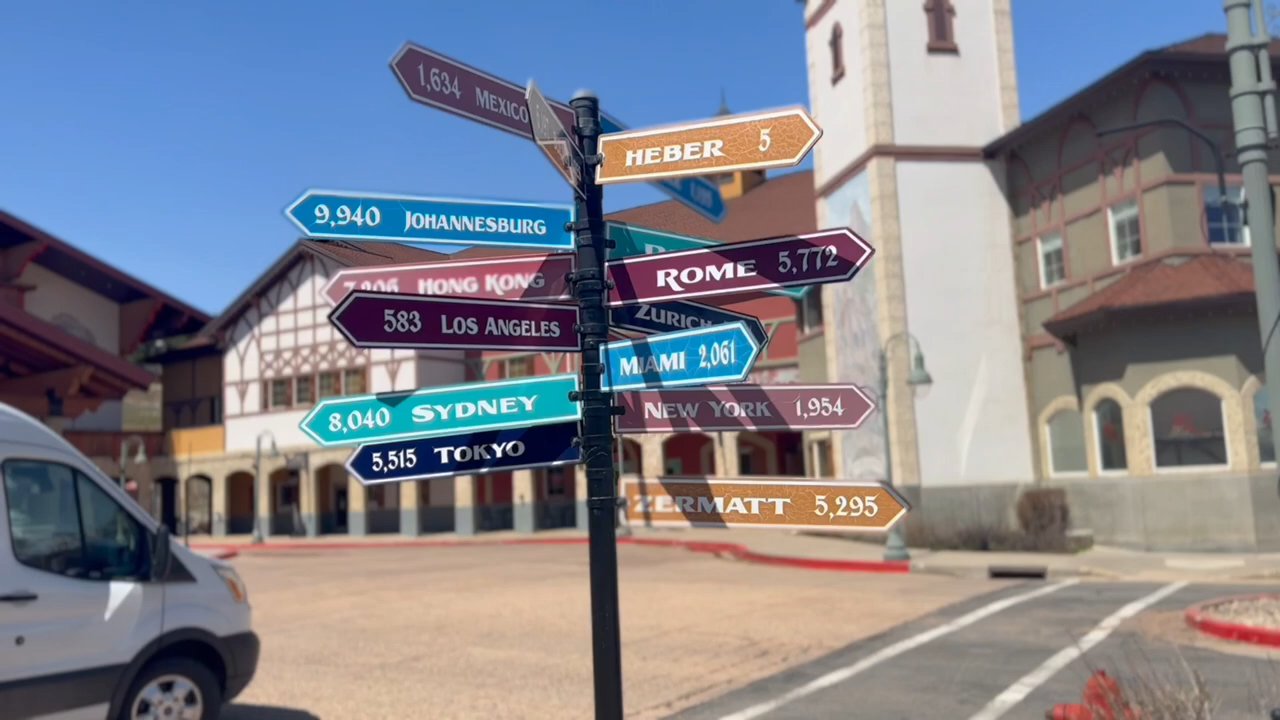 1,634 MEXICO
HEBER 5
9,940 JOHANNESBURG
ROME 5,772
HONG KONG
583 LOS ANGELES
ZURICH
MIAMI 2,061
8,040 SYDNEY
NEW YORK 1,954
5,515 TOKYO
ZERMATT 5,295